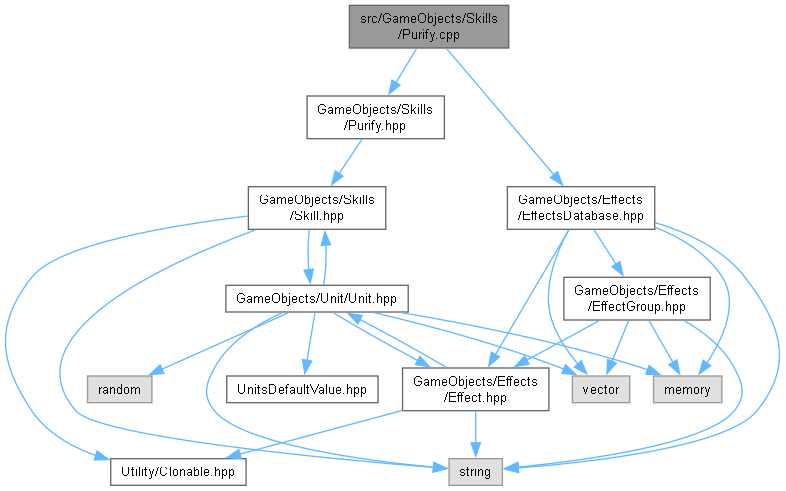 src/GameObjects/Skills
/Purify.cpp
GameObjects/Skills
/Purify.hpp
GameObjects/Skills
/Skill.hpp
GameObjects/Effects
/EffectsDatabase.hpp
GameObjects/Unit/Unit.hpp
GameObjects/Effects
/EffectGroup.hpp
random
UnitsDefaultValue.hpp
GameObjects/Effects
/Effect.hpp
vector
memory
Utility/Clonable.hpp
string